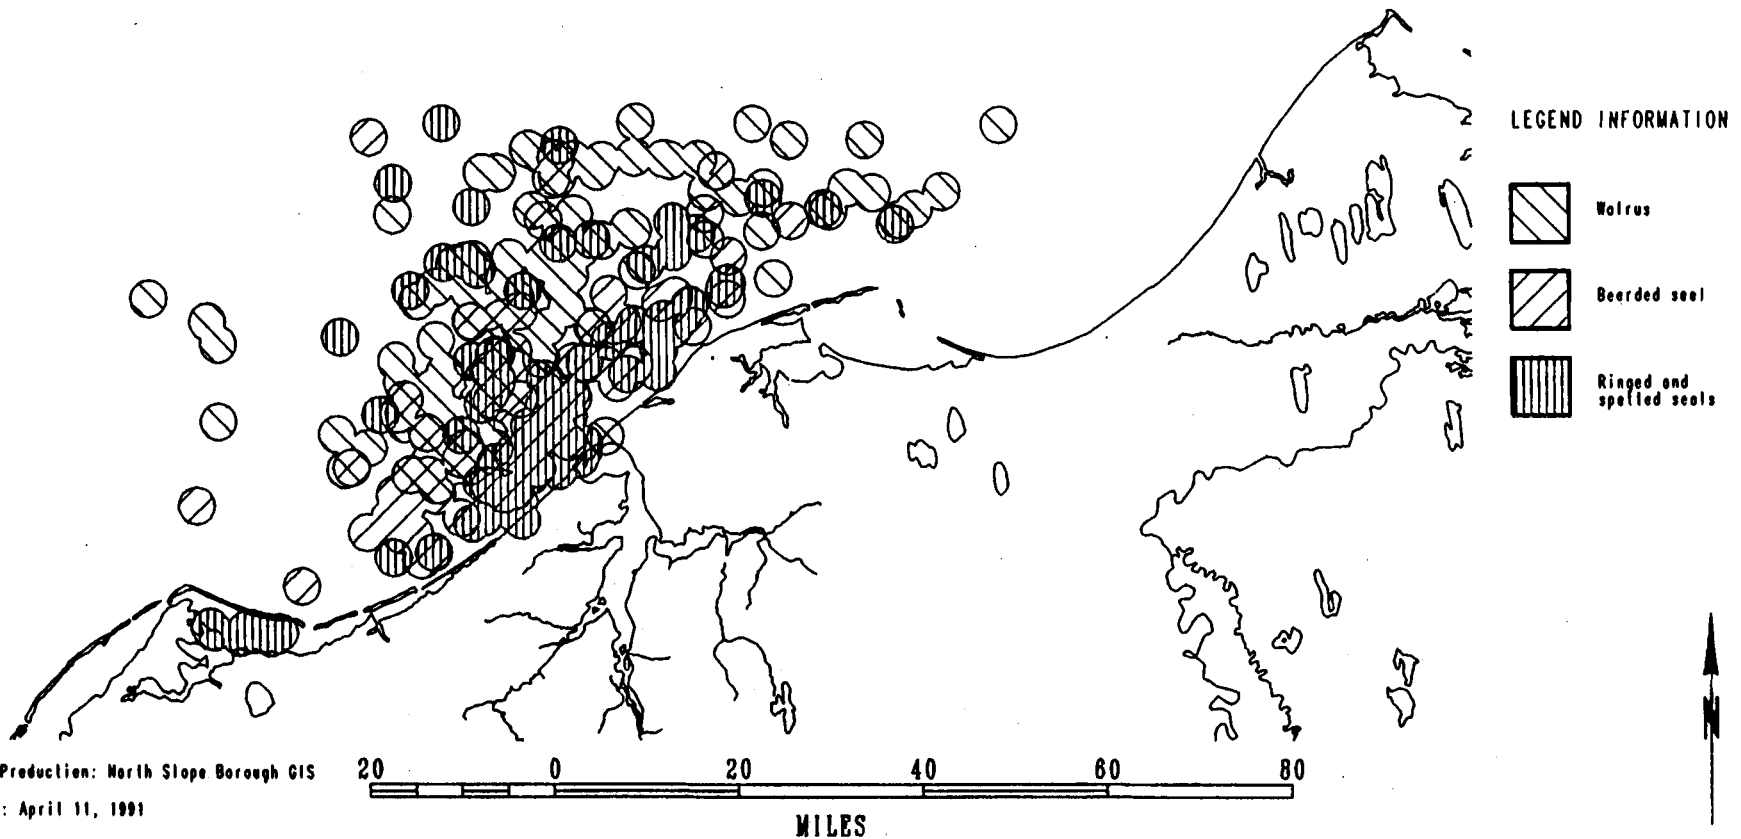 LEGEND INFORMATION
Walrus
Bearded seal
Ringed and
spotted seals
Production: North Slope Borough GIS
: April 11, 1991
20 0 20 40 60 80
MILES
N